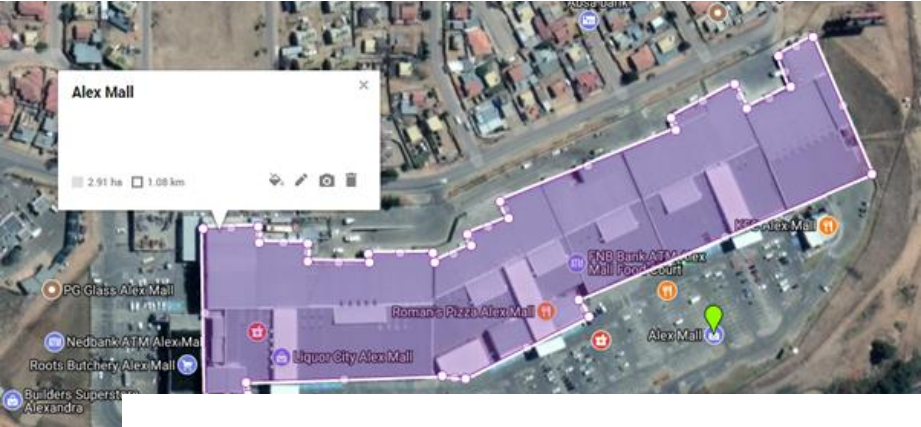 Absa Bank
Alex Mall
2.91 ha 1.08 km
KFC Alex Mall
FNB Bank ATM Alex
Mall Food Court
PG Glass Alex Mall
Roman's Pizza Alex Mall
Alex Mall
Nedbank ATM Alex Mal
Liquor City Alex Mall
Roots Butchery Alex Mall
Builders Superstore
Alexandra